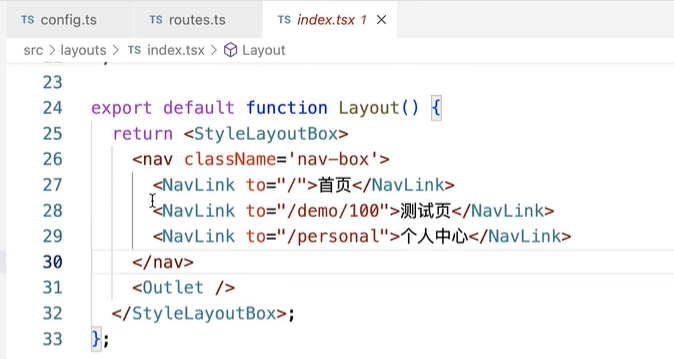 TS config.ts TS routes.ts TS index.tsx 1 ×
src > layouts > TS index.tsx > Layout
23
24 export default function Layout() {
25 return <StyleLayoutBox>
26 <nav className='nav-box'>
27 <NavLink to="/">首页</NavLink>
28 <NavLink to="/demo/100">测试页</NavLink>
29 <NavLink to="/personal">个人中心</NavLink>
30 </nav>
31 <Outlet />
32 </StyleLayoutBox>;
33 };